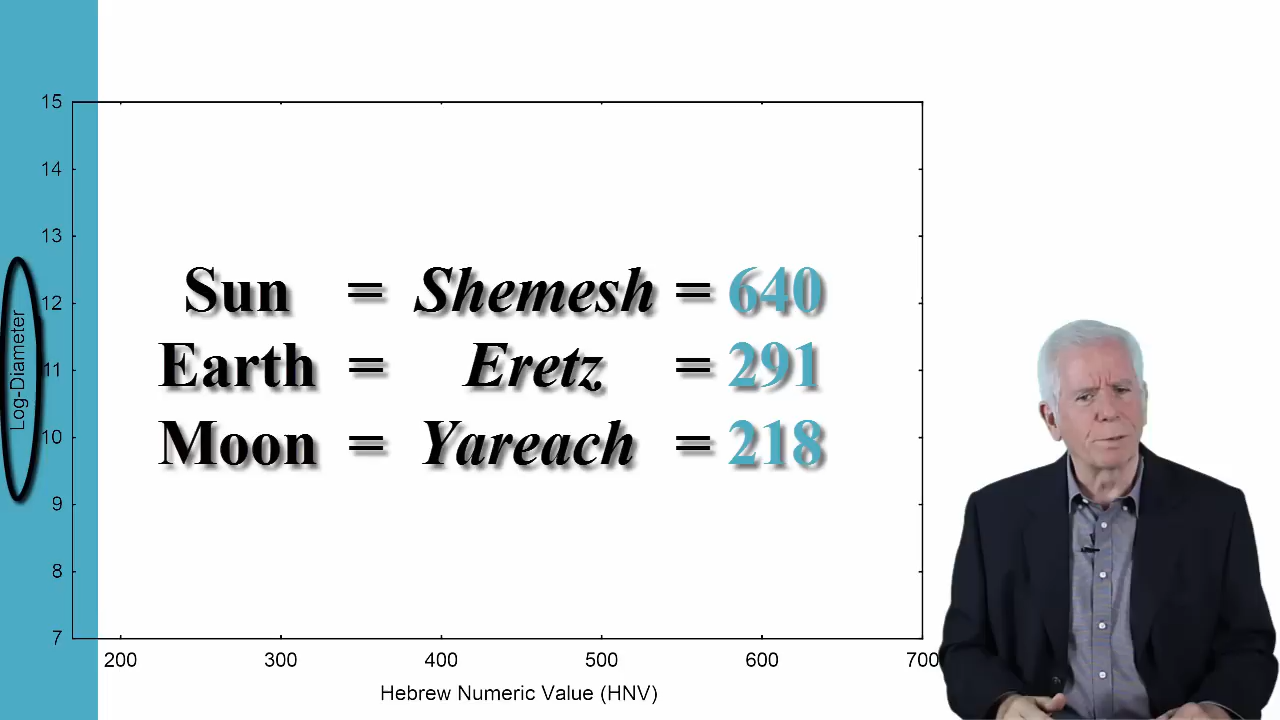 15
14
13
12
11
10
9
8
7
Log-Diameter
Sun = Shemesh = 640
Earth = Eretz = 291
Moon = Yareach = 218
200 300 400 500 600 700
Hebrew Numeric Value (HNV)